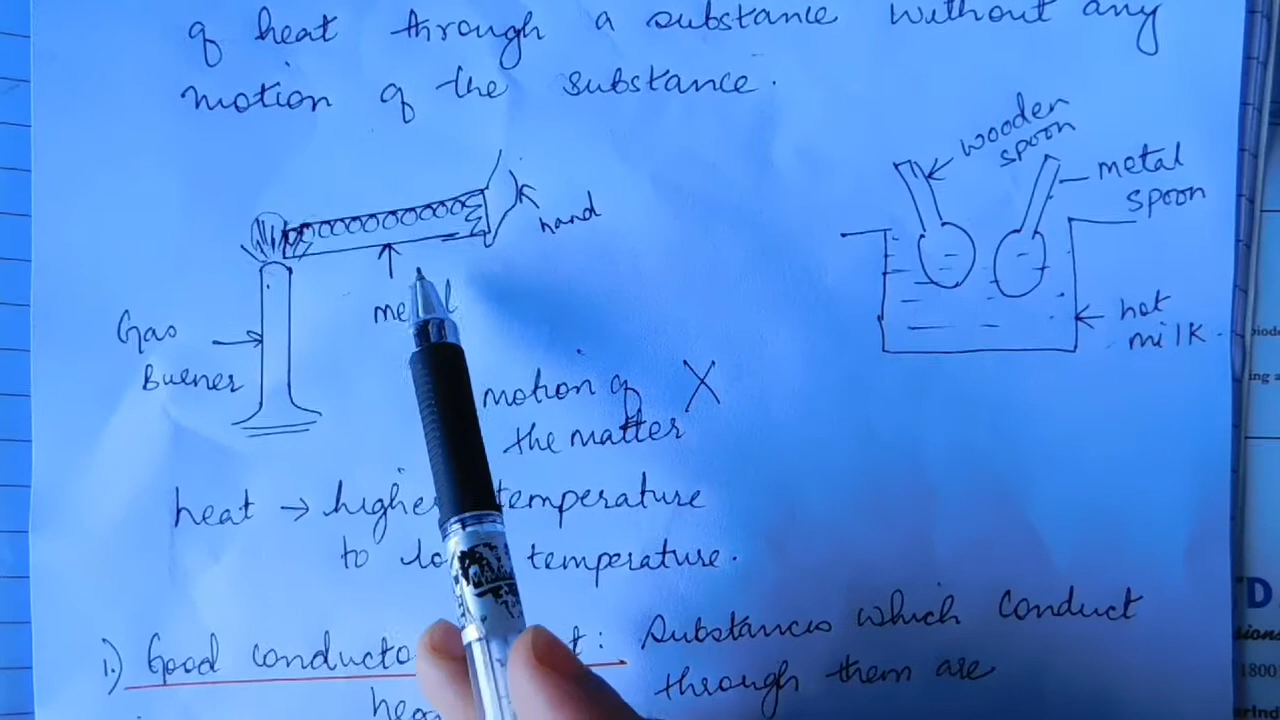 of heat through a substance without any
motion of the substance.
wooden
spoon
metal
spoon
hand
Gas
Burner
hot
milk.
motion of X
the matter
heat → higher temperature
to temperature.
1.) Good : Substances which conduct
through them are